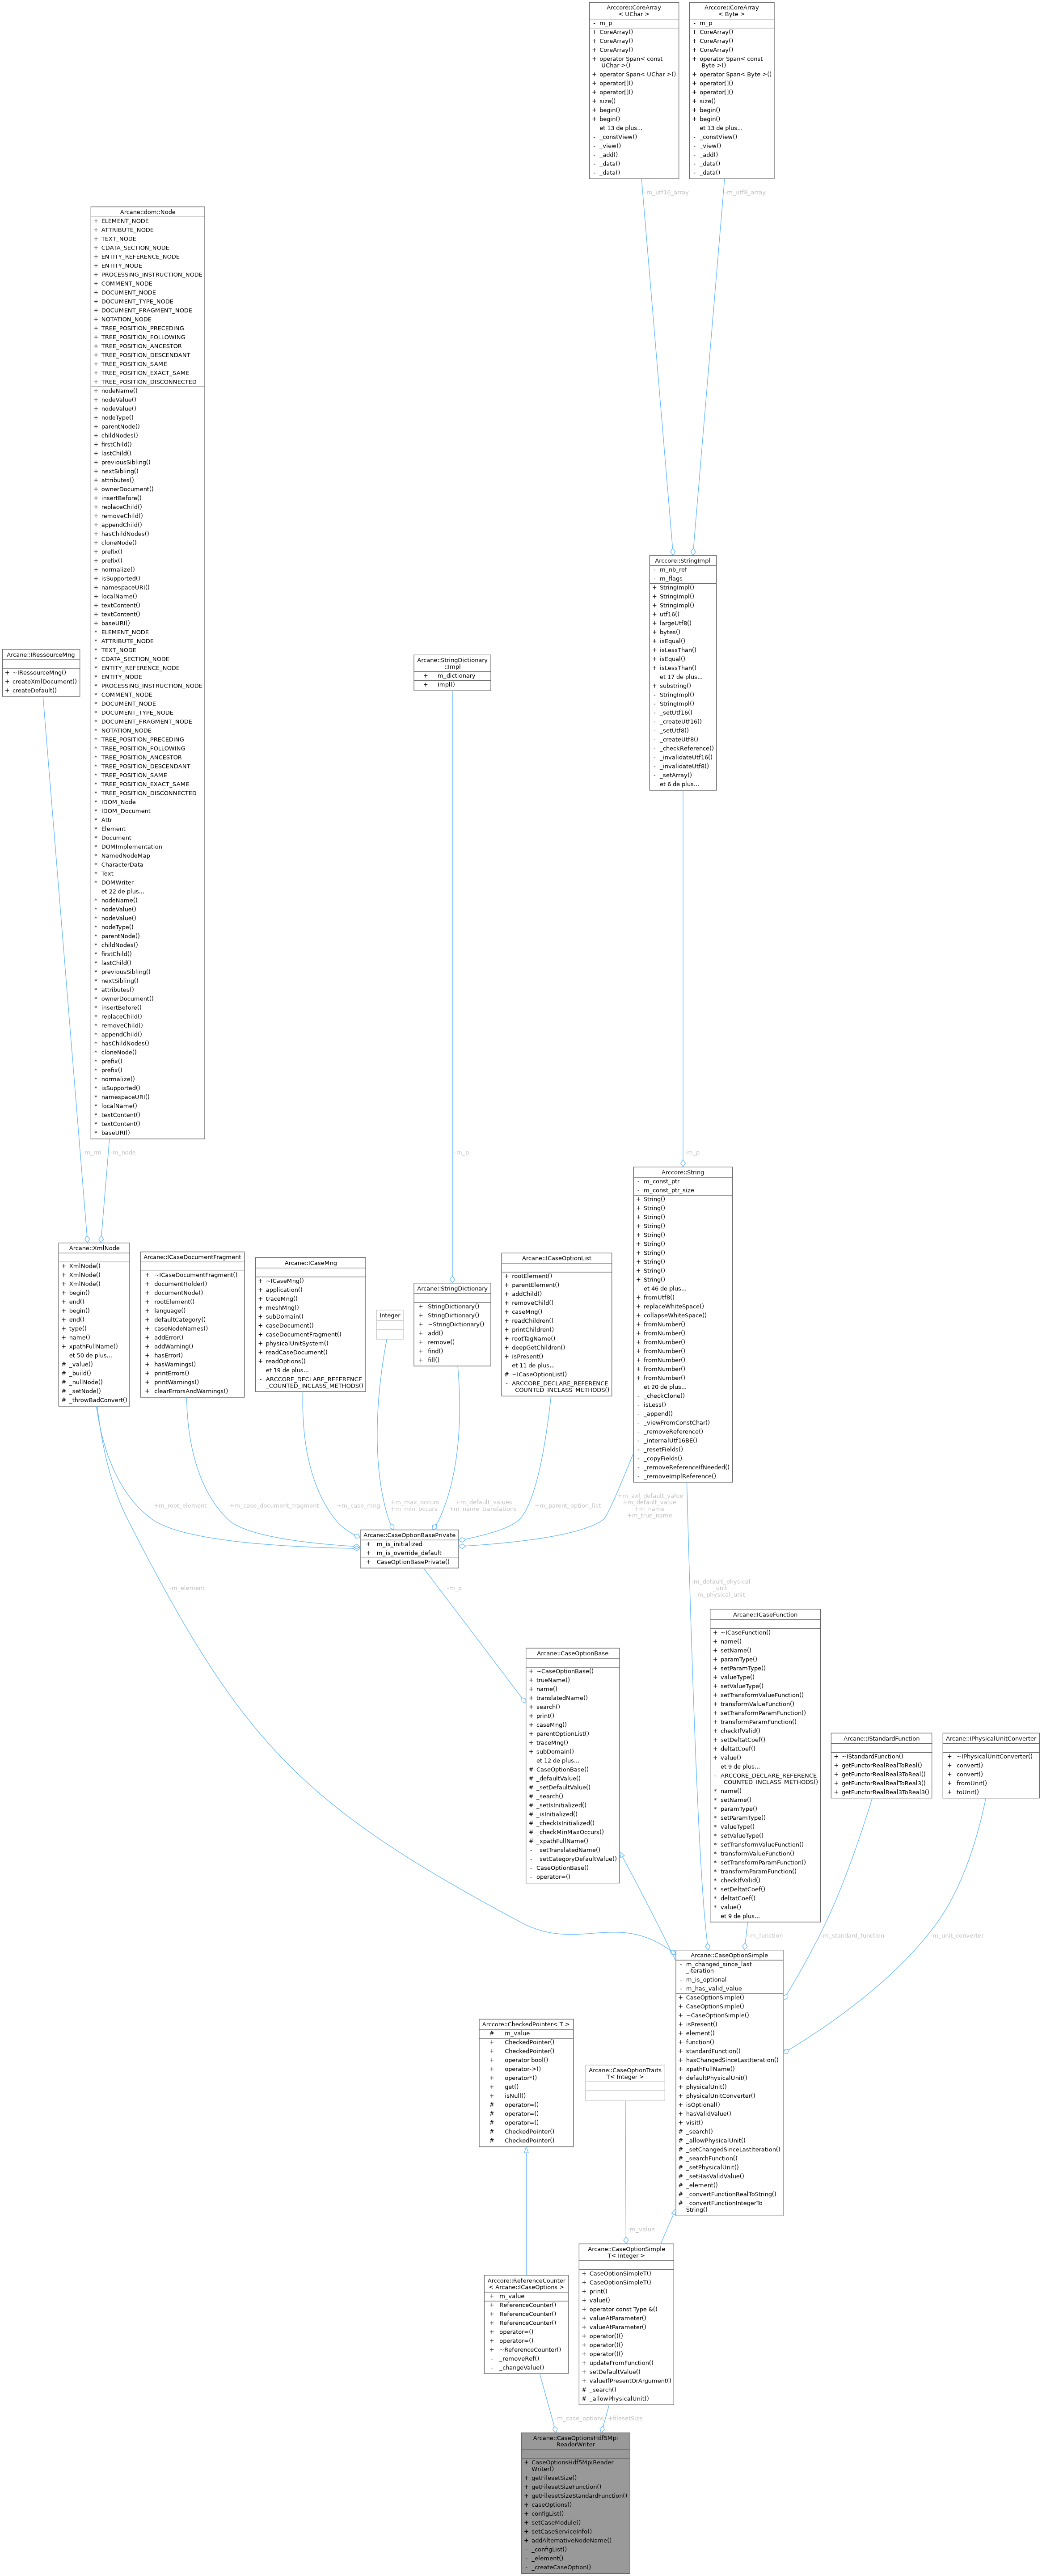 Arccore::CoreArray
< UChar >
- m_p
+ CoreArray()
+ CoreArray()
+ CoreArray()
+ operator Span< const
UChar >()
+ operator Span< UChar >()
+ operator[]()
+ operator[]()
+ size()
+ begin()
+ begin()
et 13 de plus...
- _constView()
- _view()
- _add()
- _data()
- _data()
Arccore::CoreArray
< Byte >
- m_p
+ CoreArray()
+ CoreArray()
+ CoreArray()
+ operator Span< const
Byte >()
+ operator Span< Byte >()
+ operator[]()
+ operator[]()
+ size()
+ begin()
+ begin()
et 13 de plus...
- _constView()
- _view()
- _add()
- _data()
- _data()
-m_utf16_array
-m_utf8_array
Arcane::dom::Node
+ ELEMENT_NODE
+ ATTRIBUTE_NODE
+ TEXT_NODE
+ CDATA_SECTION_NODE
+ ENTITY_REFERENCE_NODE
+ ENTITY_NODE
+ PROCESSING_INSTRUCTION_NODE
+ COMMENT_NODE
+ DOCUMENT_NODE
+ DOCUMENT_TYPE_NODE
+ DOCUMENT_FRAGMENT_NODE
+ NOTATION_NODE
+ TREE_POSITION_PRECEDING
+ TREE_POSITION_FOLLOWING
+ TREE_POSITION_ANCESTOR
+ TREE_POSITION_DESCENDANT
+ TREE_POSITION_SAME
+ TREE_POSITION_EXACT_SAME
+ TREE_POSITION_DISCONNECTED
+ nodeName()
+ nodeValue()
+ nodeValue()
+ nodeType()
+ parentNode()
+ childNodes()
+ firstChild()
+ lastChild()
+ previousSibling()
+ nextSibling()
+ attributes()
+ ownerDocument()
+ insertBefore()
+ replaceChild()
+ removeChild()
+ appendChild()
+ hasChildNodes()
+ cloneNode()
+ prefix()
+ prefix()
+ normalize()
+ isSupported()
+ namespaceURI()
+ localName()
+ textContent()
+ textContent()
+ baseURI()
* ELEMENT_NODE
* ATTRIBUTE_NODE
* TEXT_NODE
* CDATA_SECTION_NODE
* ENTITY_REFERENCE_NODE
* ENTITY_NODE
* PROCESSING_INSTRUCTION_NODE
* COMMENT_NODE
* DOCUMENT_NODE
* DOCUMENT_TYPE_NODE
* DOCUMENT_FRAGMENT_NODE
* NOTATION_NODE
* TREE_POSITION_PRECEDING
* TREE_POSITION_FOLLOWING
* TREE_POSITION_ANCESTOR
* TREE_POSITION_DESCENDANT
* TREE_POSITION_SAME
* TREE_POSITION_EXACT_SAME
* TREE_POSITION_DISCONNECTED
* IDOM_Node
* IDOM_Document
* Attr
* Element
* Document
* DOMImplementation
* NamedNodeMap
* CharacterData
* Text
* DOMWriter
et 22 de plus...
* nodeName()
* nodeValue()
* nodeValue()
* nodeType()
* parentNode()
* childNodes()
* firstChild()
* lastChild()
* previousSibling()
* nextSibling()
* attributes()
* ownerDocument()
* insertBefore()
* replaceChild()
* removeChild()
* appendChild()
* hasChildNodes()
* cloneNode()
* prefix()
* prefix()
* normalize()
* isSupported()
* namespaceURI()
* localName()
* textContent()
* textContent()
* baseURI()
Arccore::StringImpl
- m_nb_ref
- m_flags
+ StringImpl()
+ StringImpl()
+ StringImpl()
+ utf16()
+ largeUtf8()
+ bytes()
+ isEqual()
+ isLessThan()
+ isEqual()
+ isLessThan()
et 17 de plus...
+ substring()
- StringImpl()
- StringImpl()
- _setUtf16()
- _createUtf16()
- _setUtf8()
- _createUtf8()
- _checkReference()
- _invalidateUtf16()
- _invalidateUtf8()
- _setArray()
et 6 de plus...
Arcane::IRessourceMng
+ ~IRessourceMng()
+ createXmlDocument()
+ createDefault()
Arcane::StringDictionary
::Impl
+ m_dictionary
+ Impl()
-m_rm
-m_node
-m_p
-m_p
Arccore::String
- m_const_ptr
- m_const_ptr_size
+ String()
+ String()
+ String()
+ String()
+ String()
+ String()
+ String()
+ String()
+ String()
+ String()
et 46 de plus...
+ fromUtf8()
+ replaceWhiteSpace()
+ collapseWhiteSpace()
+ fromNumber()
+ fromNumber()
+ fromNumber()
+ fromNumber()
+ fromNumber()
+ fromNumber()
+ fromNumber()
et 20 de plus...
- _checkClone()
- isLess()
- _append()
- _viewFromConstChar()
- _removeReference()
- _internalUtf16BE()
- _resetFields()
- _copyFields()
- _removeReferenceIfNeeded()
- _removeImplReference()
Arcane::XmlNode
+ XmlNode()
+ XmlNode()
+ XmlNode()
+ begin()
+ end()
+ begin()
+ end()
+ type()
+ name()
+ xpathFullName()
et 50 de plus...
# _value()
# _build()
# _nullNode()
# _setNode()
# _throwBadConvert()
Arcane::ICaseDocumentFragment
+ ~ICaseDocumentFragment()
+ documentHolder()
+ documentNode()
+ rootElement()
+ language()
+ defaultCategory()
+ caseNodeNames()
+ addError()
+ addWarning()
+ hasError()
+ hasWarnings()
+ printErrors()
+ printWarnings()
+ clearErrorsAndWarnings()
Arcane::ICaseMng
+ ~ICaseMng()
+ application()
+ traceMng()
+ meshMng()
+ subDomain()
+ caseDocument()
+ caseDocumentFragment()
+ physicalUnitSystem()
+ readCaseDocument()
+ readOptions()
et 19 de plus...
- ARCCORE_DECLARE_REFERENCE
_COUNTED_INCLASS_METHODS()
Integer
Arcane::StringDictionary
+ StringDictionary()
+ StringDictionary()
+ ~StringDictionary()
+ add()
+ remove()
+ find()
+ fill()
Arcane::ICaseOptionList
+ rootElement()
+ parentElement()
+ addChild()
+ removeChild()
+ caseMng()
+ readChildren()
+ printChildren()
+ rootTagName()
+ deepGetChildren()
+ isPresent()
et 11 de plus...
# ~ICaseOptionList()
- ARCCORE_DECLARE_REFERENCE
_COUNTED_INCLASS_METHODS()
+m_root_element
+m_case_document_fragment
+m_case_mng
+m_max_occurs
+m_min_occurs
+m_default_values
+m_name_translations
+m_parent_option_list
+m_axl_default_value
+m_default_value
+m_name
+m_true_name
Arcane::CaseOptionBasePrivate
+ m_is_initialized
+ m_is_override_default
+ CaseOptionBasePrivate()
-m_element
-m_p
-m_default_physical
_unit
-m_physical_unit
Arcane::CaseOptionBase
+ ~CaseOptionBase()
+ trueName()
+ name()
+ translatedName()
+ search()
+ print()
+ caseMng()
+ parentOptionList()
+ traceMng()
+ subDomain()
et 12 de plus...
# CaseOptionBase()
# _defaultValue()
# _setDefaultValue()
# _search()
# _setIsInitialized()
# _isInitialized()
# _checkIsInitialized()
# _checkMinMaxOccurs()
# _xpathFullName()
- _setTranslatedName()
- _setCategoryDefaultValue()
- CaseOptionBase()
- operator=()
Arcane::ICaseFunction
+ ~ICaseFunction()
+ name()
+ setName()
+ paramType()
+ setParamType()
+ valueType()
+ setValueType()
+ setTransformValueFunction()
+ transformValueFunction()
+ setTransformParamFunction()
+ transformParamFunction()
+ checkIfValid()
+ setDeltatCoef()
+ deltatCoef()
+ value()
et 9 de plus...
- ARCCORE_DECLARE_REFERENCE
_COUNTED_INCLASS_METHODS()
* name()
* setName()
* paramType()
* setParamType()
* valueType()
* setValueType()
* setTransformValueFunction()
* transformValueFunction()
* setTransformParamFunction()
* transformParamFunction()
* checkIfValid()
* setDeltatCoef()
* deltatCoef()
* value()
et 9 de plus...
Arcane::IStandardFunction
+ ~IStandardFunction()
+ getFunctorRealRealToReal()
+ getFunctorRealReal3ToReal()
+ getFunctorRealRealToReal3()
+ getFunctorRealReal3ToReal3()
Arcane::IPhysicalUnitConverter
+ ~IPhysicalUnitConverter()
+ convert()
+ convert()
+ fromUnit()
+ toUnit()
-m_function
-m_standard_function
-m_unit_converter
Arcane::CaseOptionSimple
- m_changed_since_last
_iteration
- m_is_optional
- m_has_valid_value
+ CaseOptionSimple()
+ CaseOptionSimple()
+ ~CaseOptionSimple()
+ isPresent()
+ element()
+ function()
+ standardFunction()
+ hasChangedSinceLastIteration()
+ xpathFullName()
+ defaultPhysicalUnit()
+ physicalUnit()
+ physicalUnitConverter()
+ isOptional()
+ hasValidValue()
+ visit()
# _search()
# _allowPhysicalUnit()
# _setChangedSinceLastIteration()
# _searchFunction()
# _setPhysicalUnit()
# _setHasValidValue()
# _element()
# _convertFunctionRealToString()
# _convertFunctionIntegerTo
String()
Arccore::CheckedPointer< T >
# m_value
+ CheckedPointer()
+ CheckedPointer()
+ operator bool()
+ operator->()
+ operator*()
+ get()
+ isNull()
# operator=()
# operator=()
# operator=()
# CheckedPointer()
# CheckedPointer()
Arcane::CaseOptionTraits
T< Integer >
-m_value
Arcane::CaseOptionSimple
T< Integer >
+ CaseOptionSimpleT()
+ CaseOptionSimpleT()
+ print()
+ value()
+ operator const Type &()
+ valueAtParameter()
+ valueAtParameter()
+ operator()()
+ operator()()
+ operator()()
+ updateFromFunction()
+ setDefaultValue()
+ valueIfPresentOrArgument()
# _search()
# _allowPhysicalUnit()
Arccore::ReferenceCounter
< Arcane::ICaseOptions >
+ m_value
+ ReferenceCounter()
+ ReferenceCounter()
+ ReferenceCounter()
+ operator=()
+ operator=()
+ ~ReferenceCounter()
- _removeRef()
- _changeValue()
-m_case_options
+filesetSize
Arcane::CaseOptionsHdf5Mpi
ReaderWriter
+ CaseOptionsHdf5MpiReader
Writer()
+ getFilesetSize()
+ getFilesetSizeFunction()
+ getFilesetSizeStandardFunction()
+ caseOptions()
+ configList()
+ setCaseModule()
+ setCaseServiceInfo()
+ addAlternativeNodeName()
- _configList()
- _element()
- _createCaseOption()